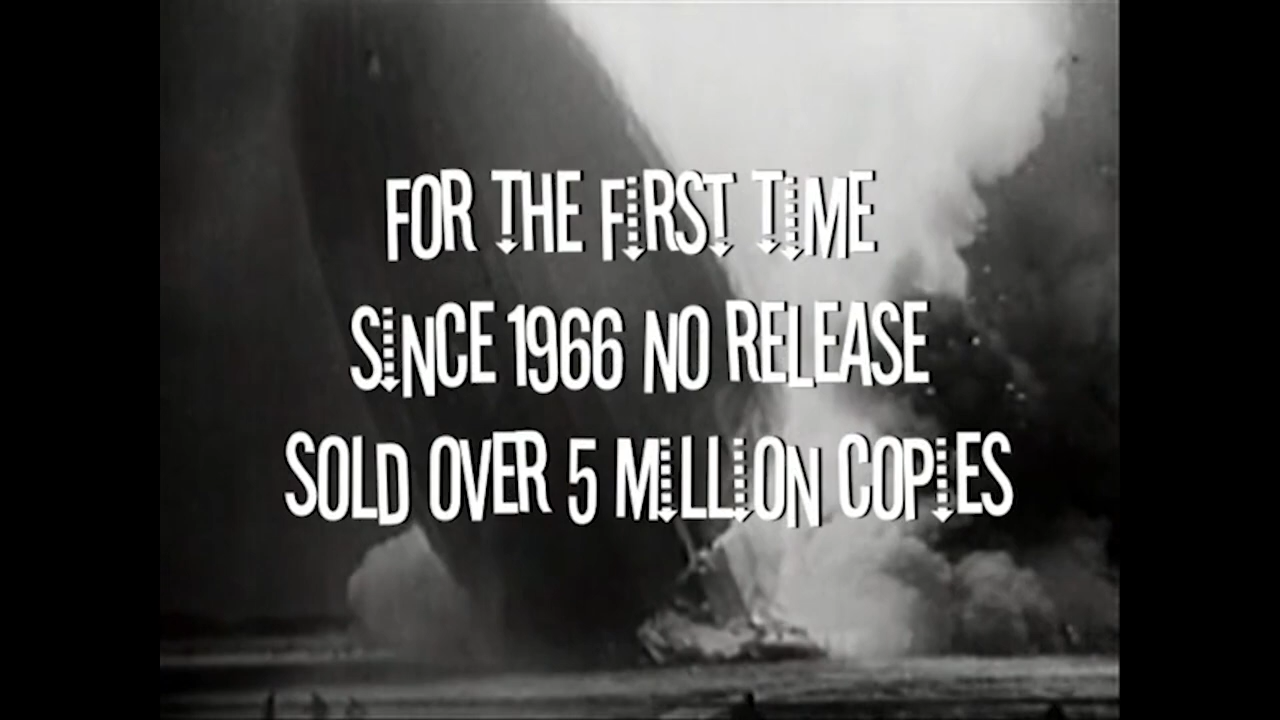 FOR THE FIRST TIME
SINCE 1966 NO RELEASE
SOLD OVER 5 MILLION COPIES